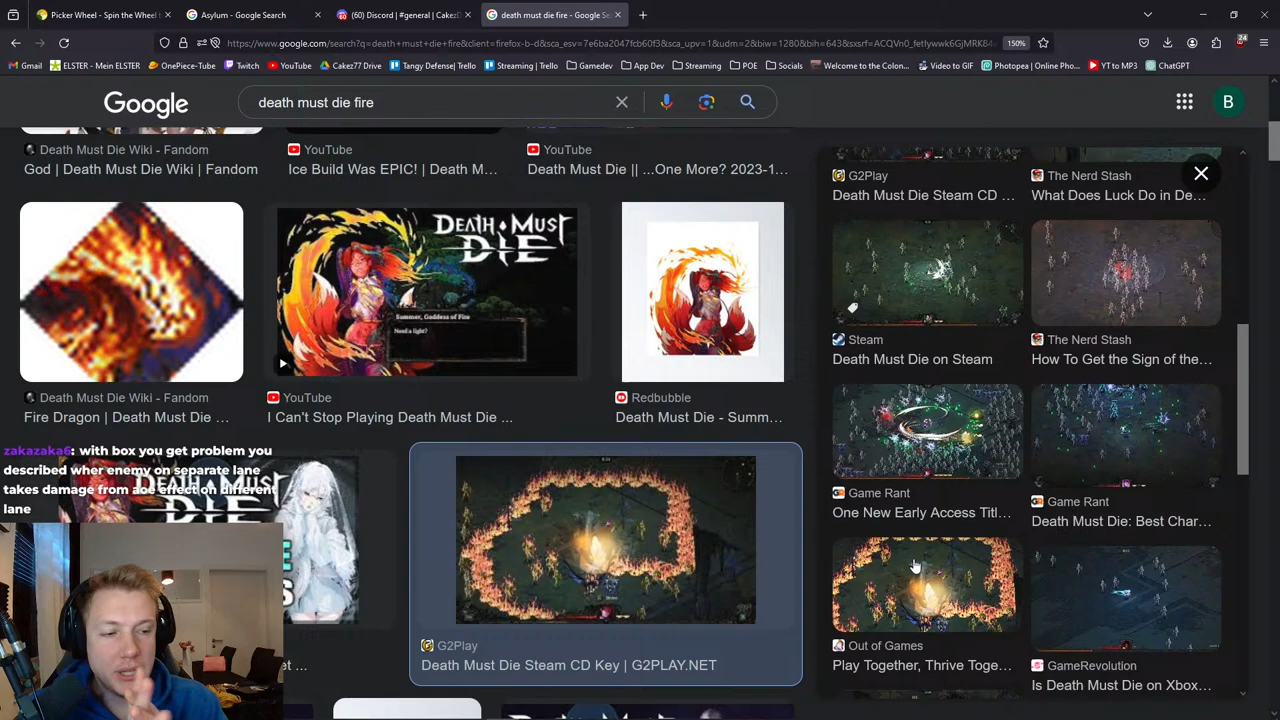 Picker Wheel - Spin the Wheel t
Asylum - Google Search
(60) Discord | #general | CakezD
death must die fire - Google Se
https://www.google.com/search?q=death+must+die+fire&client=firefox-b-d&sca_esv=7e6ba2047fcb60f3&sca_upv=1&udm=2&biw=1280&bih=643&sxsrf=
150%
24
Gmail
ELSTER - Mein ELSTER
OnePiece-Tube
Twitch
YouTube
Cakez77 Drive
Tangy Defense| Trello
Streaming | Trello
Gamedev
App Dev
Streaming
POE
Socials
Welcome to the Colon...
Video to GIF
Photopea | Online Pho...
YT to MP3
ChatGPT
Google
death must die fire
B
Death Must Die Wiki - Fandom
God | Death Must Die Wiki | Fandom
YouTube
Ice Build Was EPIC! | Death M...
YouTube
Death Must Die || ...One More? 2023-1...
DEATH MUST
DIE
Summer, Goddess of Fire
Need a light?
Death Must Die Wiki - Fandom
Fire Dragon | Death Must Die ...
YouTube
I Can't Stop Playing Death Must Die ...
Redbubble
Death Must Die - Summ...
zakazaka6: with box you get problem you
described wher enemy on separate lane
takes damage from aoe effect on different
lane
G2Play
Death Must Die Steam CD Key | G2PLAY.NET
G2Play
Death Must Die Steam CD ...
The Nerd Stash
What Does Luck Do in De...
Steam
Death Must Die on Steam
The Nerd Stash
How To Get the Sign of the...
Game Rant
One New Early Access Titl...
Game Rant
Death Must Die: Best Char...
Out of Games
Play Together, Thrive Toge...
GameRevolution
Is Death Must Die on Xbox...